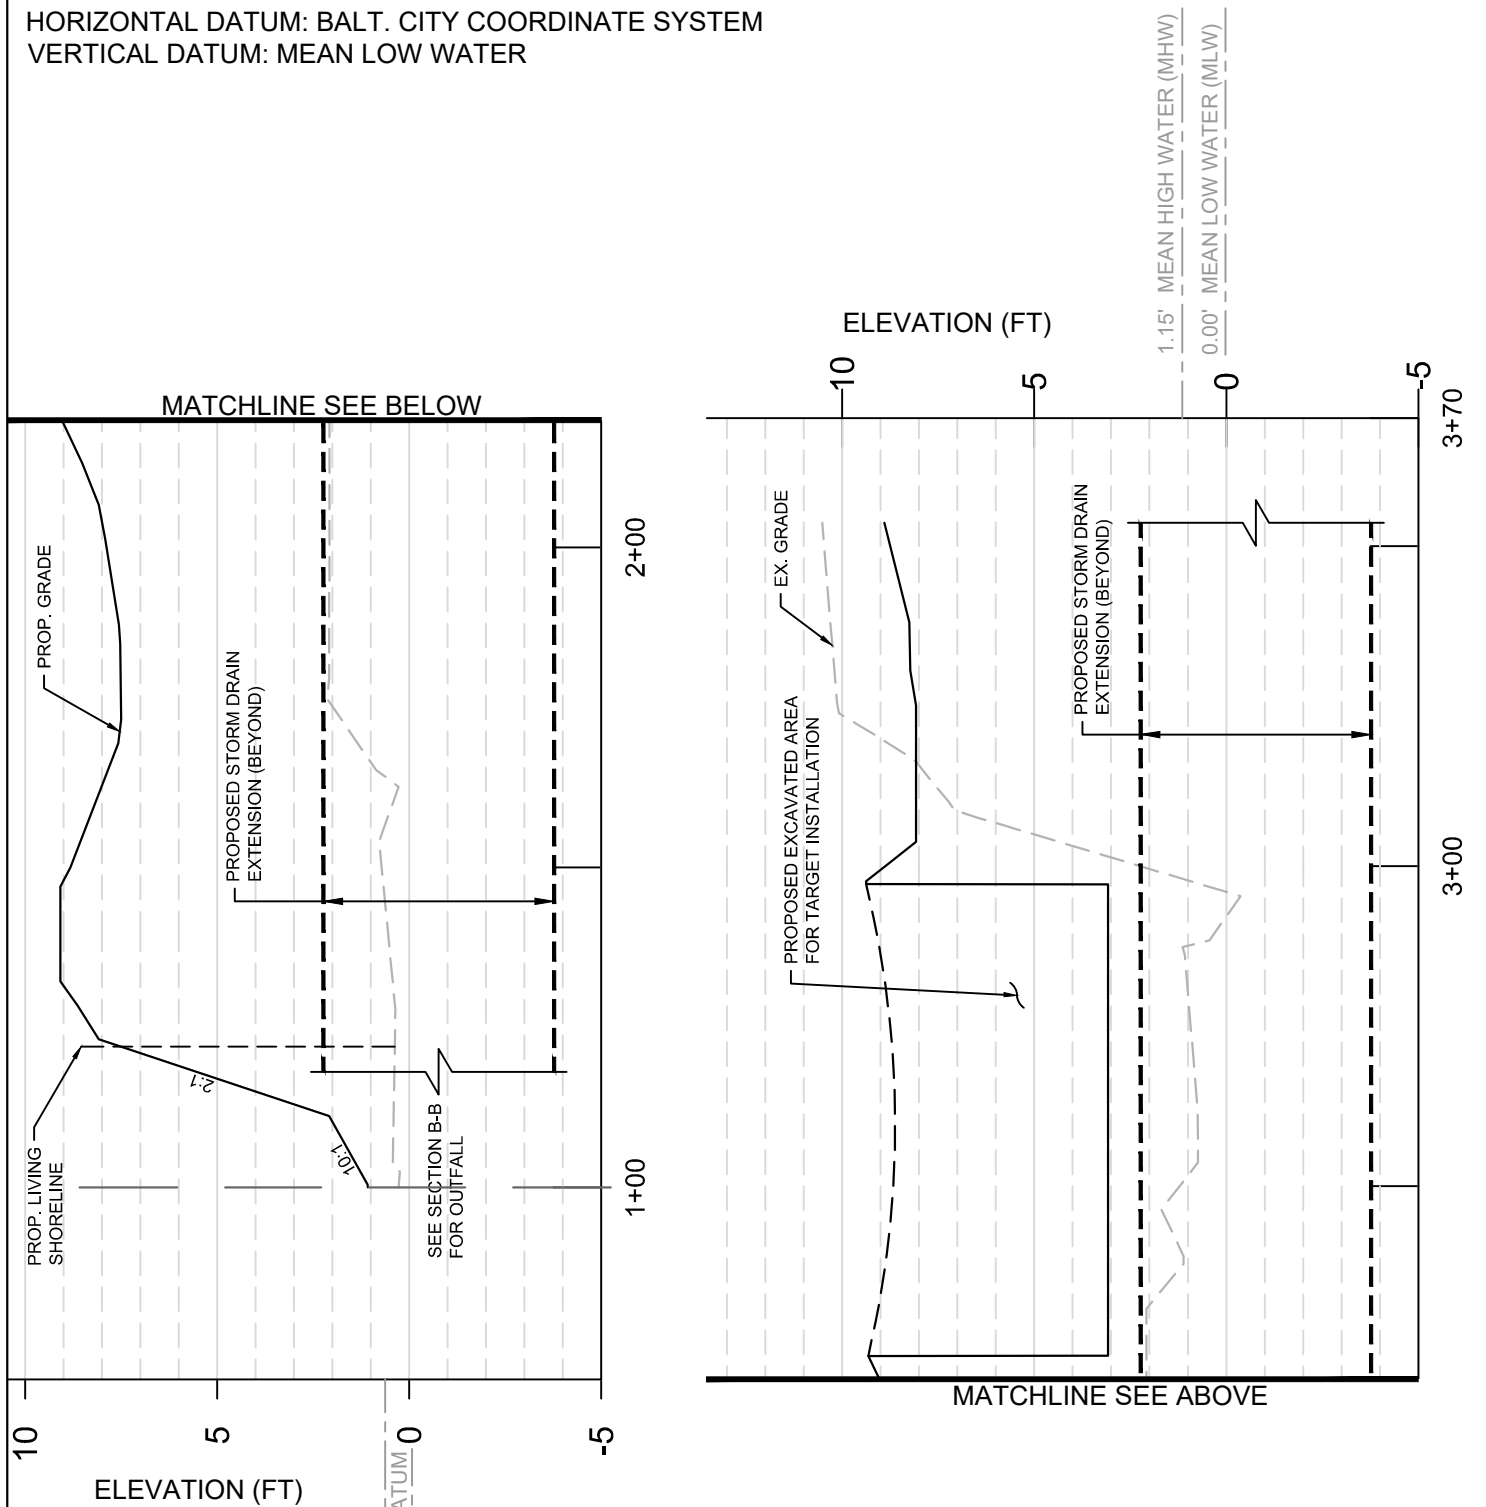 HORIZONTAL DATUM: BALT. CITY COORDINATE SYSTEM
VERTICAL DATUM: MEAN LOW WATER
1.15' MEAN HIGH WATER (MHW)
0.00' MEAN LOW WATER (MLW)
MATCHLINE SEE BELOW
PROP. GRADE
PROPOSED STORM DRAIN
EXTENSION (BEYOND)
2:1
10:1
PROP. LIVING
SHORELINE
SEE SECTION B-B
FOR OUTFALL
2+00
1+00
10
5
0
-5
ELEVATION (FT)
ATUM
ELEVATION (FT)
10
5
0
-5
3+70
EX. GRADE
PROPOSED EXCAVATED AREA
FOR TARGET INSTALLATION
PROPOSED STORM DRAIN
EXTENSION (BEYOND)
3+00
MATCHLINE SEE ABOVE